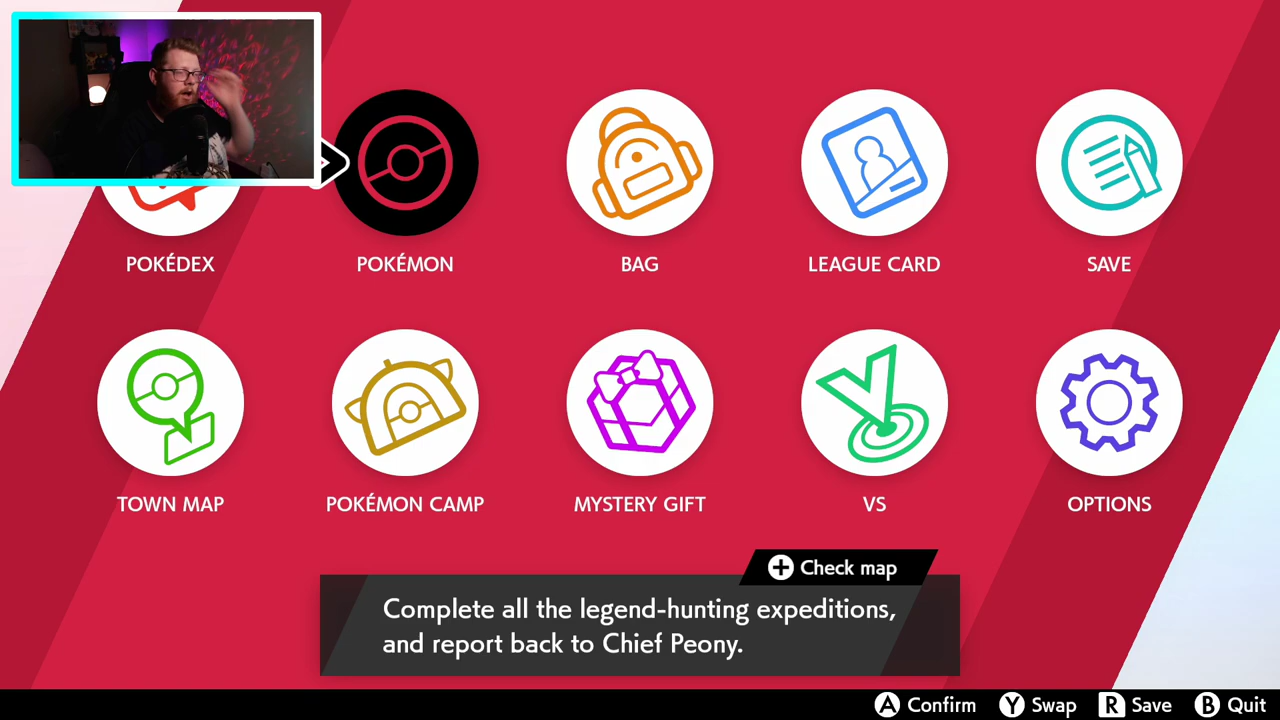 POKÉDEX
POKÉMON
BAG
LEAGUE CARD
SAVE
TOWN MAP
POKÉMON CAMP
MYSTERY GIFT
VS
OPTIONS
+ Check map
Complete all the legend-hunting expeditions,
and report back to Chief Peony.
A Confirm Y Swap R Save B Quit